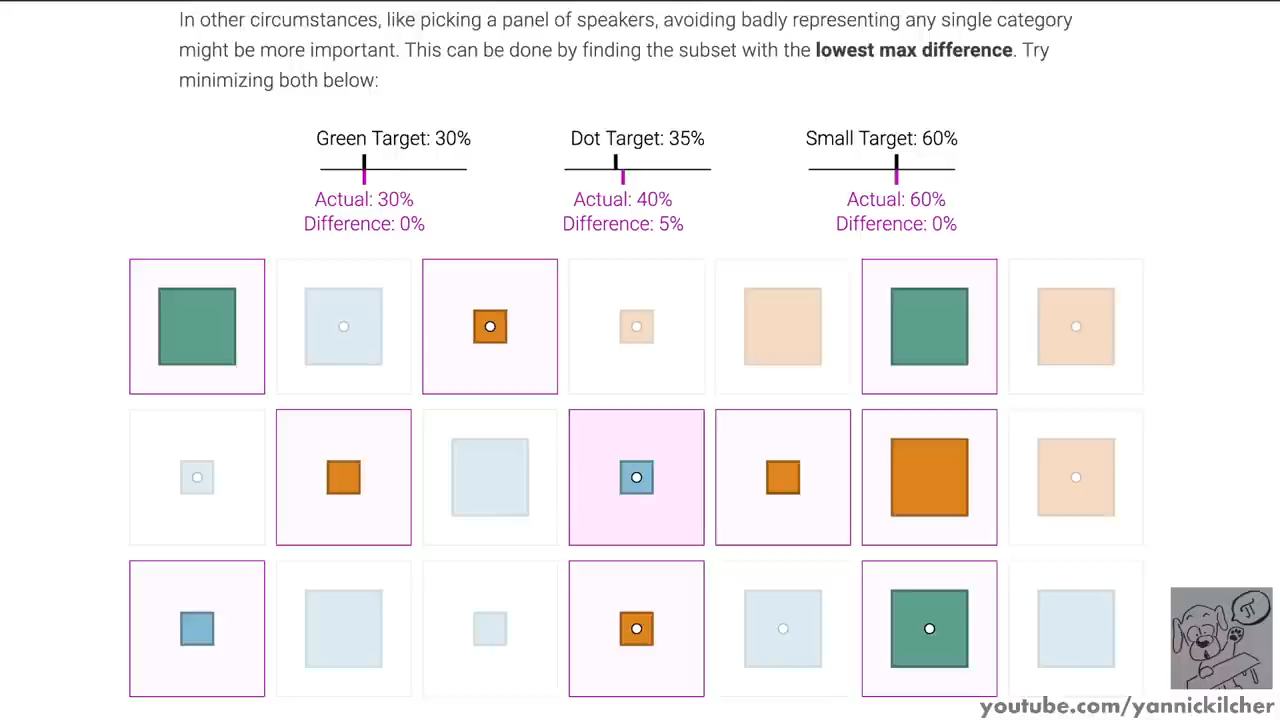 In other circumstances, like picking a panel of speakers, avoiding badly representing any single category
might be more important. This can be done by finding the subset with the lowest max difference. Try
minimizing both below:
Green Target: 30%
Dot Target: 35%
Small Target: 60%
Actual: 30%
Actual: 40%
Actual: 60%
Difference: 0%
Difference: 5%
Difference: 0%
π
youtube.com/yannickilcher